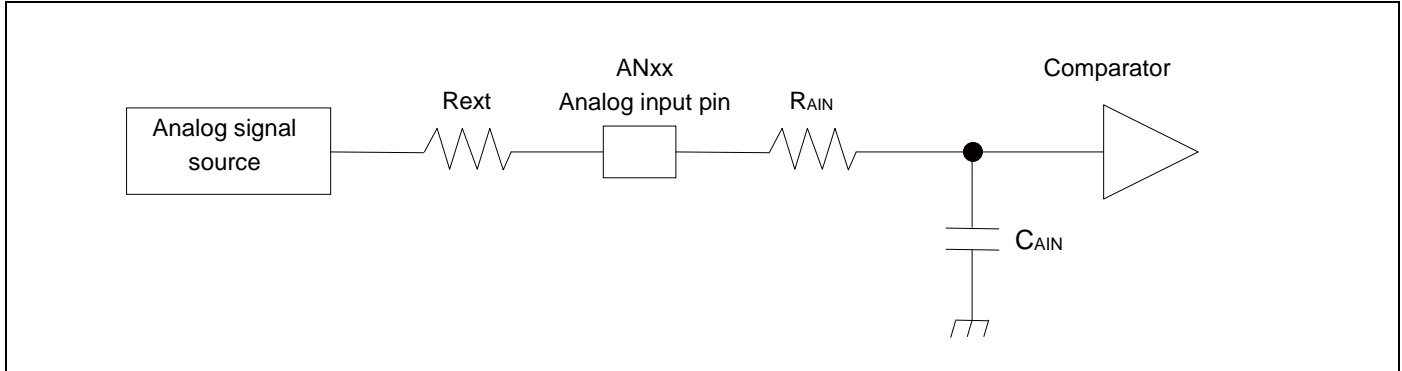 ANxx
Comparator
Rext
Analog input pin
RAIN
Analog signal
source
CAIN